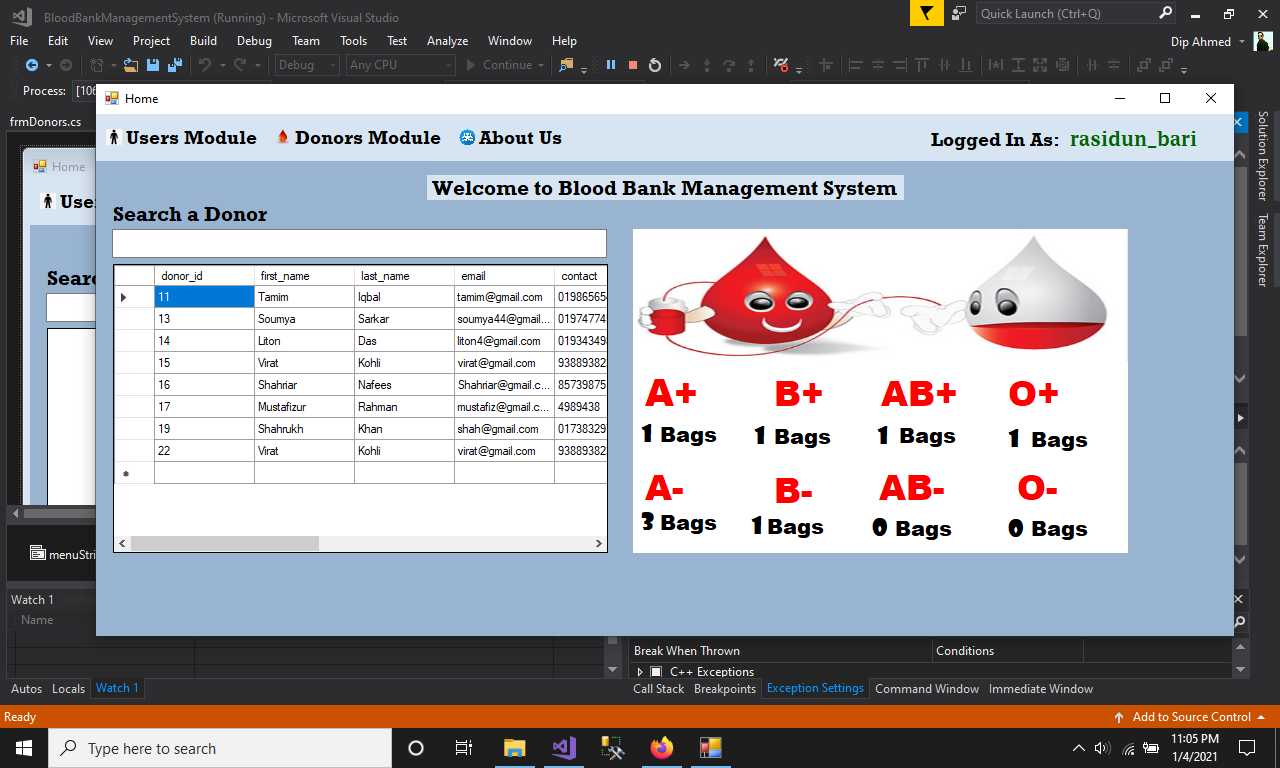 BloodBankManagementSystem (Running) - Microsoft Visual Studio
Quick Launch (Ctrl+Q)
File Edit View Project Build Debug Team Tools Test Analyze Window Help
Dip Ahmed
Debug Any CPU Continue
Process: [106
Home
frmDonors.cs
Users Module Donors Module About Us
Logged In As: rasidun_bari
Solution Explorer
Team Explorer
Home
Users
Welcome to Blood Bank Management System
Search a Donor
Sear
donor_id first_name last_name email contact
11 Tamim Iqbal tamim@gmail.com 01986565
13 Soumya Sarkar soumya44@gmail... 01974774
14 Liton Das liton4@gmail.com 01934349
15 Virat Kohli virat@gmail.com 93889382
16 Shahriar Nafees Shahriar@gmail.c... 85739875
17 Mustafizur Rahman mustafiz@gmail.c... 4989438
19 Shahrukh Khan shah@gmail.com 01738329
22 Virat Kohli virat@gmail.com 93889382
A+ B+ AB+ O+
1 Bags 1 Bags 1 Bags 1 Bags
A- B- AB- O-
3 Bags 1 Bags 0 Bags 0 Bags
menuStri
Watch 1
Name
Break When Thrown Conditions
C++ Exceptions
Autos Locals Watch 1
Call Stack Breakpoints Exception Settings Command Window Immediate Window
Ready
Add to Source Control
Type here to search
11:05 PM
1/4/2021